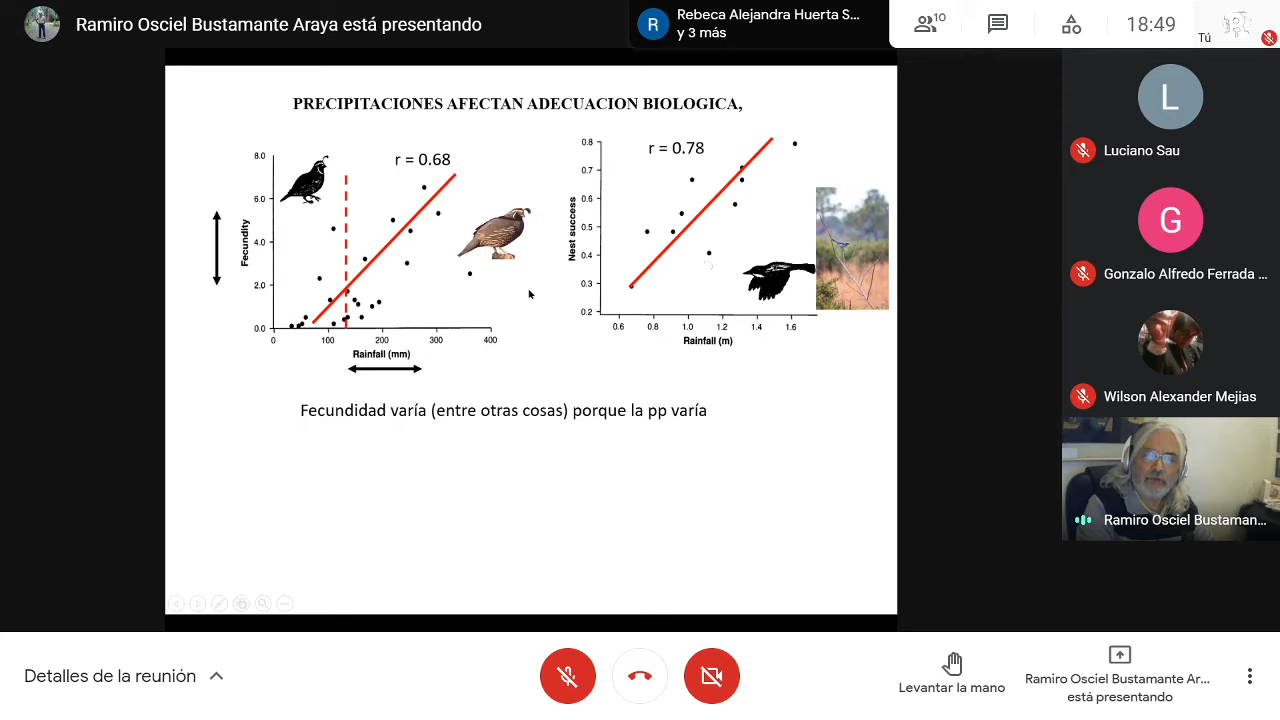 Ramiro Osciel Bustamante Araya está presentando
R
Rebeca Alejandra Huerta S...
y 3 más
10
18:49
Tú
PRECIPITACIONES AFECTAN ADECUACION BIOLOGICA,
r = 0.68
8.0
6.0
4.0
2.0
0.0
Fecundity
0 100 200 300 400
Rainfall (mm)
r = 0.78
0.8
0.7
0.6
0.5
0.4
0.3
0.2
Nest success
0.6 0.8 1.0 1.2 1.4 1.6
Rainfall (m)
Fecundidad varía (entre otras cosas) porque la pp varía
L
Luciano Sau
G
Gonzalo Alfredo Ferrada ...
Wilson Alexander Mejias
Ramiro Osciel Bustaman...
Detalles de la reunión
Levantar la mano
Ramiro Osciel Bustamante Ar...
está presentando